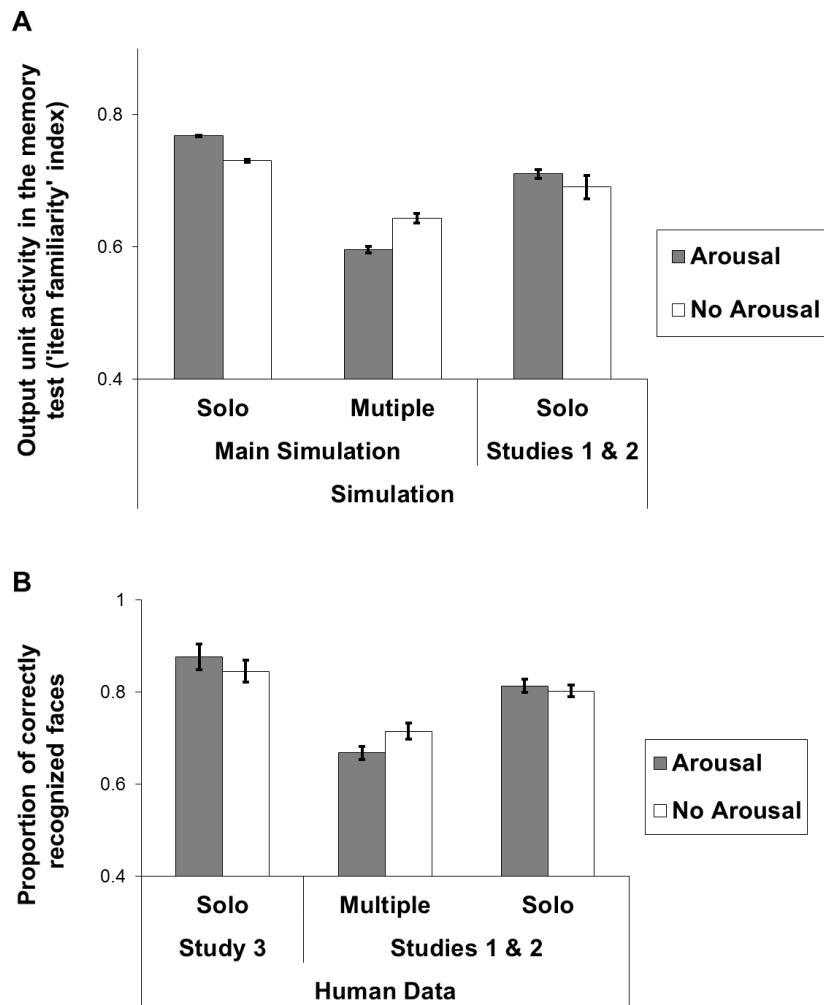 A
Output unit activity in the memory
test ('item familiarity' index)
0.8
0.6
0.4
Arousal
No Arousal
Solo Mutiple Solo
Main Simulation Studies 1 & 2
Simulation
B
Proportion of correctly
recognized faces
1
0.8
0.6
0.4
Arousal
No Arousal
Solo Multiple Solo
Study 3 Studies 1 & 2
Human Data